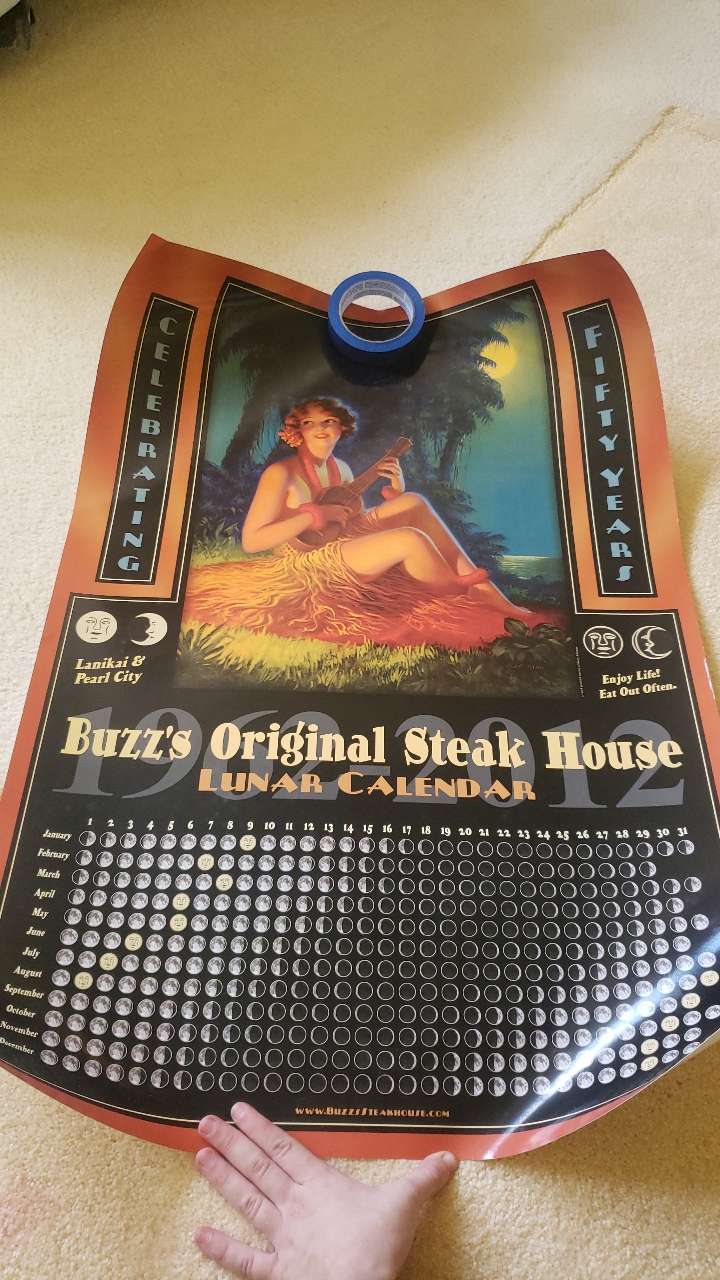 CELEBRATING
FIFTY YEARS
Lanikai &
Pearl City
Enjoy Life!
Eat Out Often.
1962-2012
Buzz's Original Steak House
LUNAR CALENDAR
1 2 3 4 5 6 7 8 9 10 11 12 13 14 15 16 17 18 19 20 21 22 23 24 25 26 27 28 29 30 31
January
February
March
April
May
June
July
August
September
October
November
December
www.BuzzsSteakhouse.com